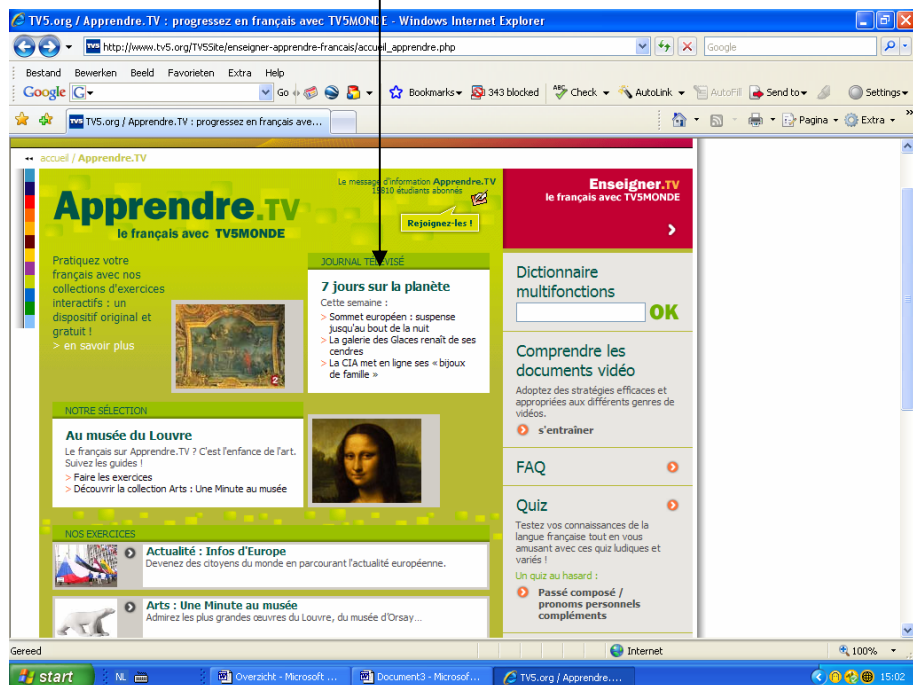 TV5.org / Apprendre.TV : progressez en français avec TV5MONDE - Windows Internet Explorer
http://www.tv5.org/TV5Site/enseigner-apprendre-francais/accueil_apprendre.php
Google
Bestand Bewerken Beeld Favorieten Extra Help
Google G Go 343 blocked Bookmarks Check AutoLink AutoFill Send to Settings
TV5.org / Apprendre.TV : progressez en français ave...
Pagina Extra
accueil / Apprendre.TV
Le message d'information Apprendre.TV
étudiants abonnés
Rejoignez-les !
Apprendre.TV
le français avec TV5MONDE
Enseigner.TV
le français avec TV5MONDE
Pratiquez votre
français avec nos
collections d'exercices
interactifs : un
dispositif original et
gratuit !
> en savoir plus
2
JOURNAL TÉLÉVISÉ
7 jours sur la planète
Cette semaine :
> Sommet européen : suspense
jusqu'au bout de la nuit
> La galerie des Glaces renaît de ses
cendres
> La CIA met en ligne ses « bijoux
de famille »
Dictionnaire
multifonctions
OK
Comprendre les
documents vidéo
Adoptez des stratégies efficaces et
appropriées aux différents genres de
vidéos.
s'entraîner
NOTRE SÉLECTION
Au musée du Louvre
Le français sur Apprendre.TV ? C'est l'enfance de l'art.
Suivez les guides !
> Faire les exercices
> Découvrir la collection Arts : Une Minute au musée
FAQ
Quiz
Testez vos connaissances de la
langue française tout en vous
amusant avec ces quiz ludiques et
variés !
Un quiz au hasard :
Passé composé /
pronoms personnels
compléments
NOS EXERCICES
Actualité : Infos d'Europe
Devenez des citoyens du monde en parcourant l'actualité européenne.
Arts : Une Minute au musée
Admirez les plus grandes œuvres du Louvre, du musée d'Orsay...
Gereed
Internet
100%
start
NL
Overzicht - Microsoft ...
Document3 - Microsof...
TV5.org / Apprendre....
15:02